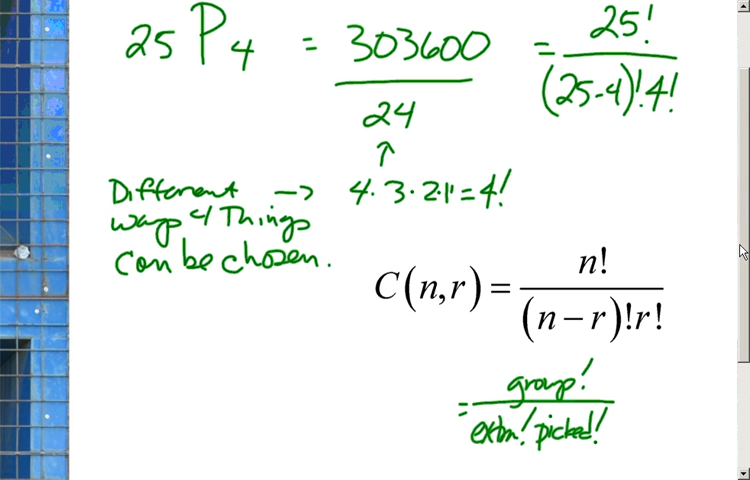 25 P 4 = 303600 / 24 = 25! / (25-4)! 4!
↑
Different → 4·3·2·1 = 4!
ways 4 Things
can be chosen.
C(n,r) = n! / (n−r)!r!
= group! / extra! picked!